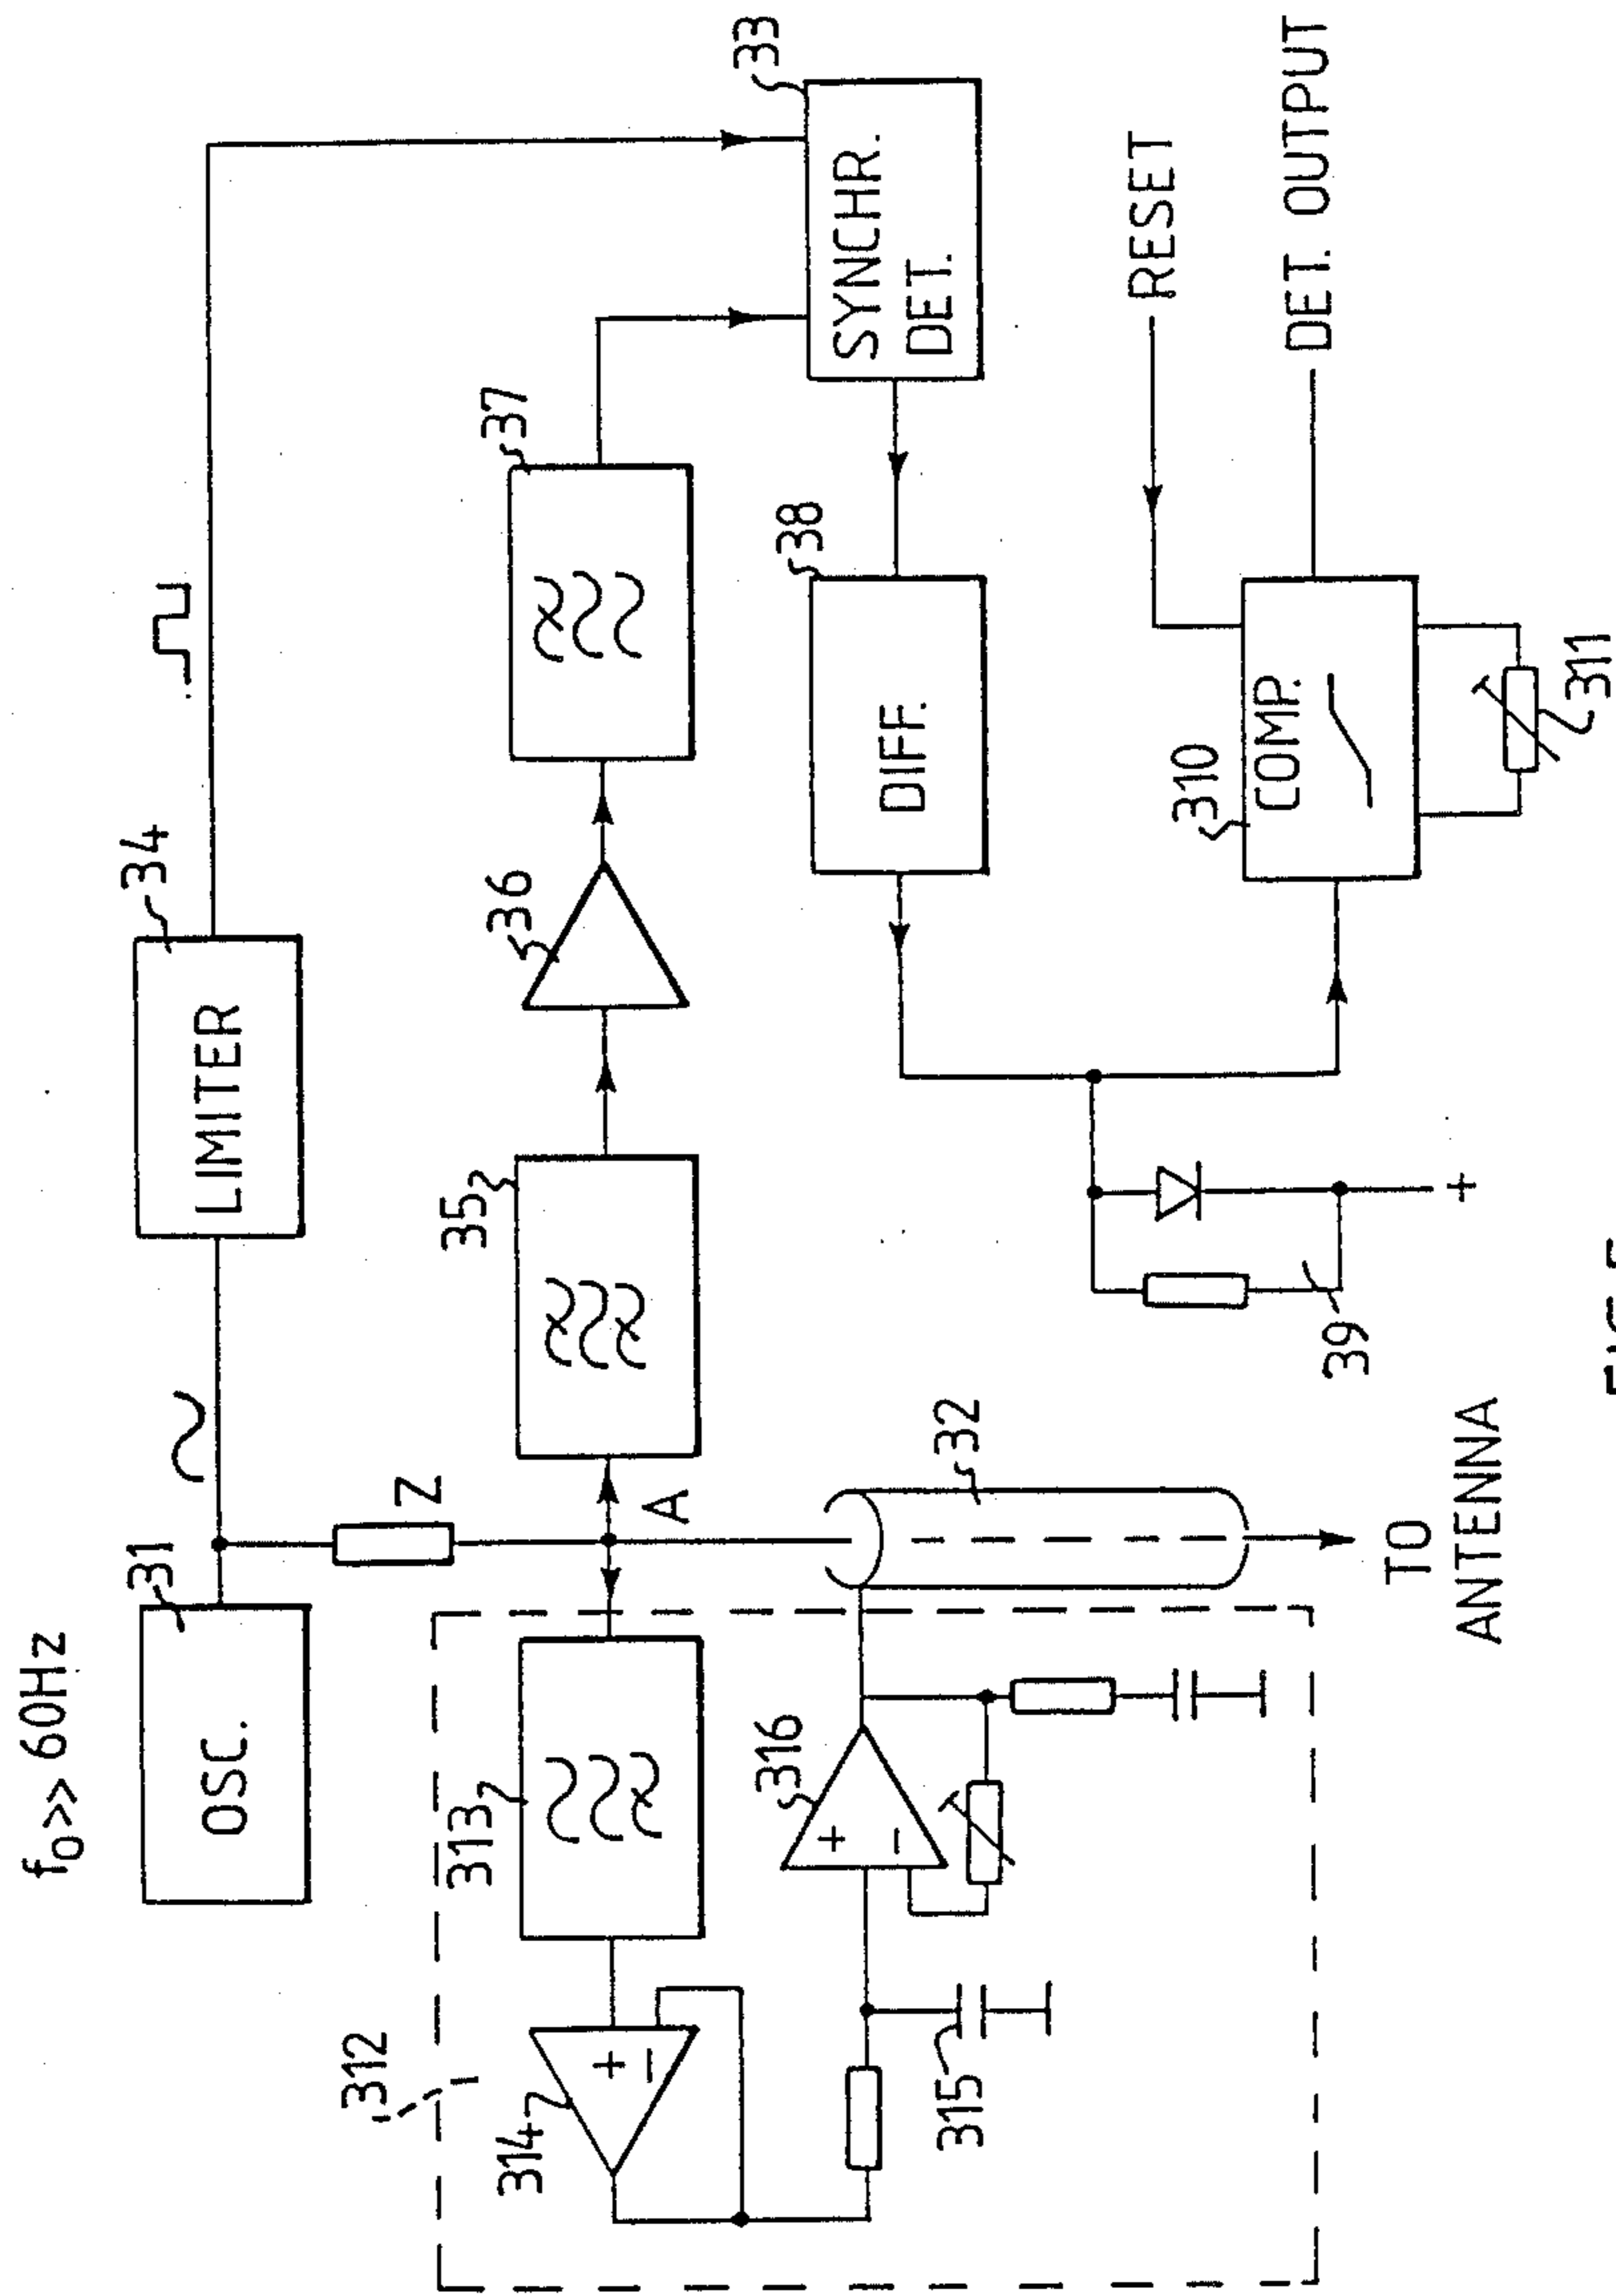 f0 >> 60Hz
31
OSC.
34
LIMITER
Z
A
35
36
37
33
SYNCHR.
DET.
312
313
314
+
−
315
316
+
−
32
TO
ANTENNA
38
DIFF.
39
+
310
COMP.
311
RESET
DET. OUTPUT